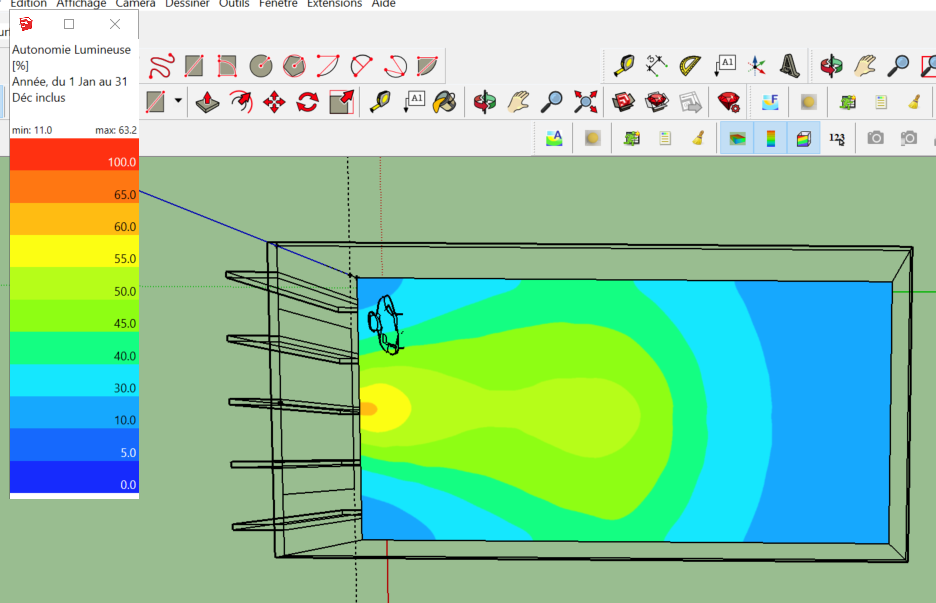 Edition Affichage Caméra Dessiner Outils Fenêtre Extensions Aide
Autonomie Lumineuse
[%]
Année, du 1 Jan au 31
Déc inclus
min: 11.0 max: 63.2
100.0
65.0
60.0
55.0
50.0
45.0
40.0
30.0
10.0
5.0
0.0
A1
A1
F
A
123